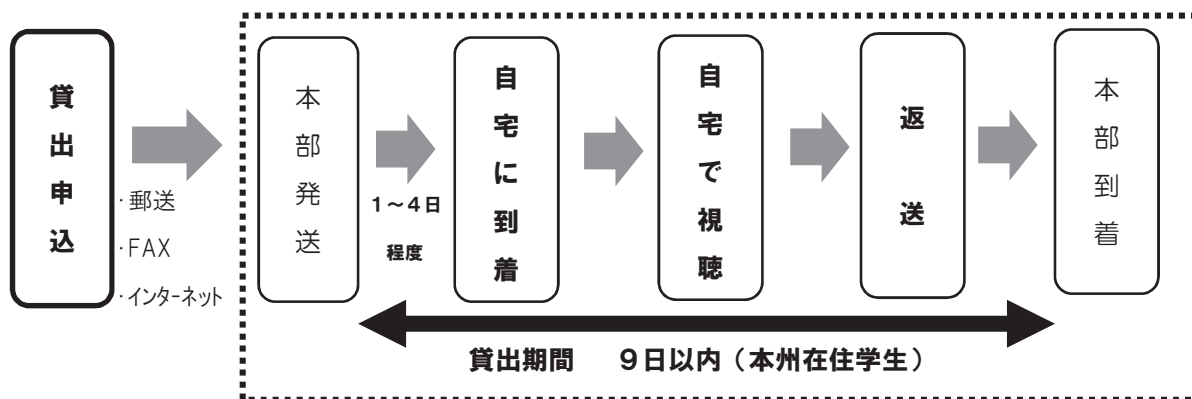 貸出申込
・郵送
・FAX
・インターネット
本部発送
1～4日
程度
自宅に到着
自宅で視聴
返送
本部到着
貸出期間　9日以内（本州在住学生）